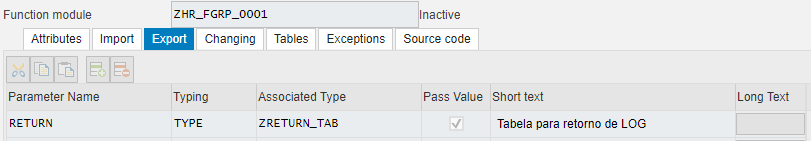 Function module ZHR_FGRP_0001 Inactive
Attributes Import Export Changing Tables Exceptions Source code
Parameter Name Typing Associated Type Pass Value Short text Long Text
RETURN TYPE ZRETURN_TAB Tabela para retorno de LOG